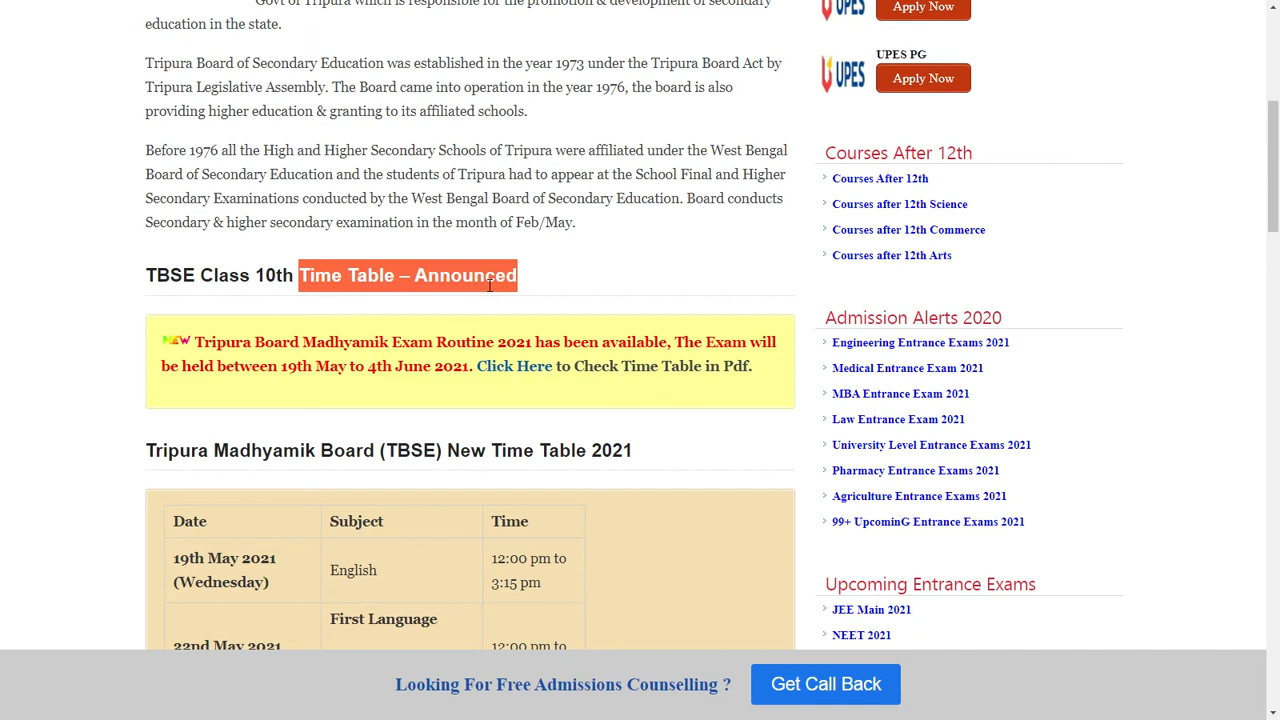 Govt of Tripura which is responsible for the promotion & development of secondary
education in the state.
Tripura Board of Secondary Education was established in the year 1973 under the Tripura Board Act by
Tripura Legislative Assembly. The Board came into operation in the year 1976, the board is also
providing higher education & granting to its affiliated schools.
Before 1976 all the High and Higher Secondary Schools of Tripura were affiliated under the West Bengal
Board of Secondary Education and the students of Tripura had to appear at the School Final and Higher
Secondary Examinations conducted by the West Bengal Board of Secondary Education. Board conducts
Secondary & higher secondary examination in the month of Feb/May.
TBSE Class 10th Time Table – Announced
NEW Tripura Board Madhyamik Exam Routine 2021 has been available, The Exam will
be held between 19th May to 4th June 2021. Click Here to Check Time Table in Pdf.
Tripura Madhyamik Board (TBSE) New Time Table 2021
Date Subject Time
19th May 2021 (Wednesday) English 12:00 pm to 3:15 pm
First Language
22nd May 2021 12:00 pm to
UPES Apply Now
UPES PG
UPES Apply Now
Courses After 12th
Courses After 12th
Courses after 12th Science
Courses after 12th Commerce
Courses after 12th Arts
Admission Alerts 2020
Engineering Entrance Exams 2021
Medical Entrance Exam 2021
MBA Entrance Exam 2021
Law Entrance Exam 2021
University Level Entrance Exams 2021
Pharmacy Entrance Exams 2021
Agriculture Entrance Exams 2021
99+ UpcominG Entrance Exams 2021
Upcoming Entrance Exams
JEE Main 2021
NEET 2021
Looking For Free Admissions Counselling ? Get Call Back